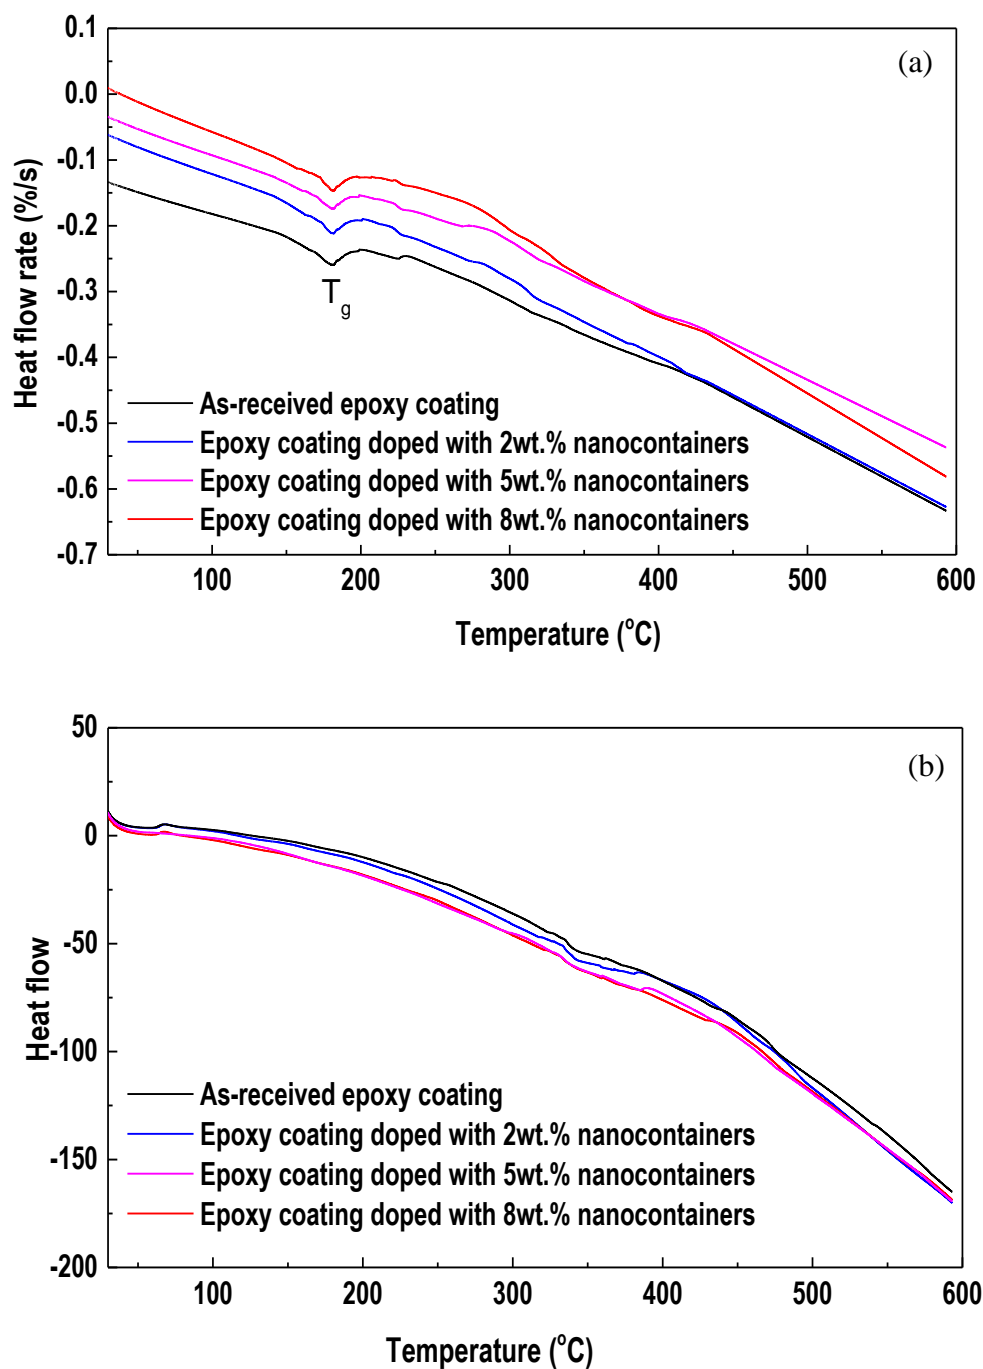 (a)
0.1
0.0
-0.1
-0.2
-0.3
-0.4
-0.5
-0.6
-0.7
Heat flow rate (%/s)
Tg
As-received epoxy coating
Epoxy coating doped with 2wt.% nanocontainers
Epoxy coating doped with 5wt.% nanocontainers
Epoxy coating doped with 8wt.% nanocontainers
100 200 300 400 500 600
Temperature (°C)
(b)
50
0
-50
-100
-150
-200
Heat flow
As-received epoxy coating
Epoxy coating doped with 2wt.% nanocontainers
Epoxy coating doped with 5wt.% nanocontainers
Epoxy coating doped with 8wt.% nanocontainers
100 200 300 400 500 600
Temperature (°C)